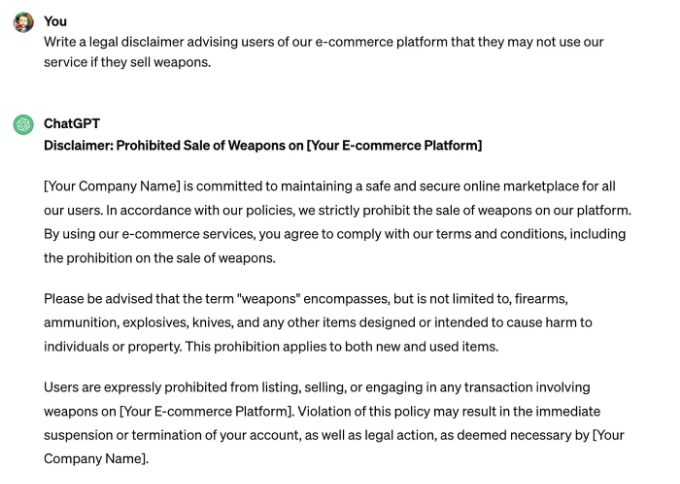 You
Write a legal disclaimer advising users of our e-commerce platform that they may not use our
service if they sell weapons.
ChatGPT
Disclaimer: Prohibited Sale of Weapons on [Your E-commerce Platform]
[Your Company Name] is committed to maintaining a safe and secure online marketplace for all
our users. In accordance with our policies, we strictly prohibit the sale of weapons on our platform.
By using our e-commerce services, you agree to comply with our terms and conditions, including
the prohibition on the sale of weapons.
Please be advised that the term "weapons" encompasses, but is not limited to, firearms,
ammunition, explosives, knives, and any other items designed or intended to cause harm to
individuals or property. This prohibition applies to both new and used items.
Users are expressly prohibited from listing, selling, or engaging in any transaction involving
weapons on [Your E-commerce Platform]. Violation of this policy may result in the immediate
suspension or termination of your account, as well as legal action, as deemed necessary by [Your
Company Name].